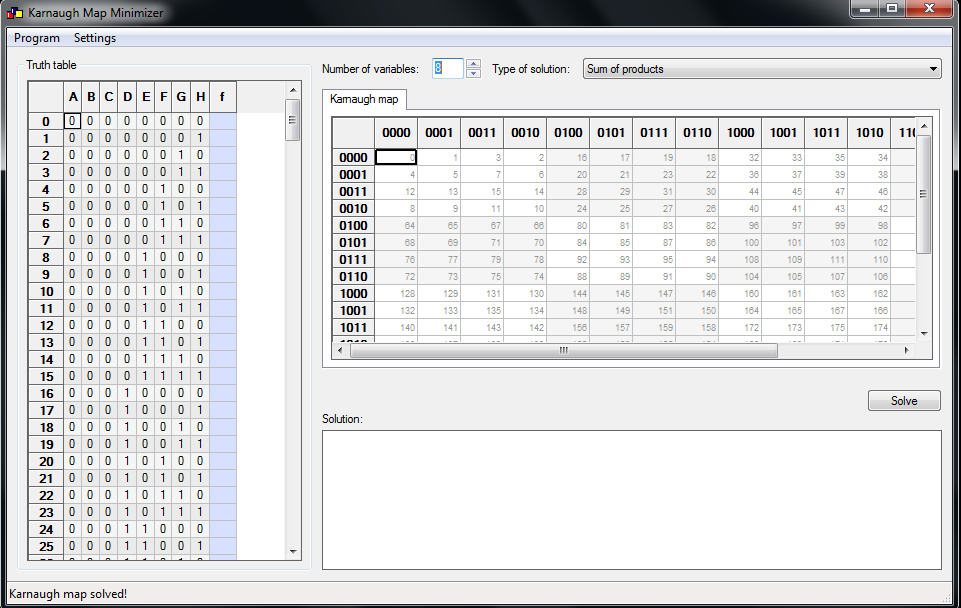 Karnaugh Map Minimizer
Program Settings
Truth table
A B C D E F G H f
0 0 0 0 0 0 0 0 0
1 0 0 0 0 0 0 0 1
2 0 0 0 0 0 0 1 0
3 0 0 0 0 0 0 1 1
4 0 0 0 0 0 1 0 0
5 0 0 0 0 0 1 0 1
6 0 0 0 0 0 1 1 0
7 0 0 0 0 0 1 1 1
8 0 0 0 0 1 0 0 0
9 0 0 0 0 1 0 0 1
10 0 0 0 0 1 0 1 0
11 0 0 0 0 1 0 1 1
12 0 0 0 0 1 1 0 0
13 0 0 0 0 1 1 0 1
14 0 0 0 0 1 1 1 0
15 0 0 0 0 1 1 1 1
16 0 0 0 1 0 0 0 0
17 0 0 0 1 0 0 0 1
18 0 0 0 1 0 0 1 0
19 0 0 0 1 0 0 1 1
20 0 0 0 1 0 1 0 0
21 0 0 0 1 0 1 0 1
22 0 0 0 1 0 1 1 0
23 0 0 0 1 0 1 1 1
24 0 0 0 1 1 0 0 0
25 0 0 0 1 1 0 0 1
Number of variables: 8 Type of solution: Sum of products
Karnaugh map
0000 0001 0011 0010 0100 0101 0111 0110 1000 1001 1011 1010
0000 0 1 3 2 16 17 19 18 32 33 35 34
0001 4 5 7 6 20 21 23 22 36 37 39 38
0011 12 13 15 14 28 29 31 30 44 45 47 46
0010 8 9 11 10 24 25 27 26 40 41 43 42
0100 64 65 67 66 80 81 83 82 96 97 99 98
0101 68 69 71 70 84 85 87 86 100 101 103 102
0111 76 77 79 78 92 93 95 94 108 109 111 110
0110 72 73 75 74 88 89 91 90 104 105 107 106
1000 128 129 131 130 144 145 147 146 160 161 163 162
1001 132 133 135 134 148 149 151 150 164 165 167 166
1011 140 141 143 142 156 157 159 158 172 173 175 174
Solve
Solution:
Karnaugh map solved!